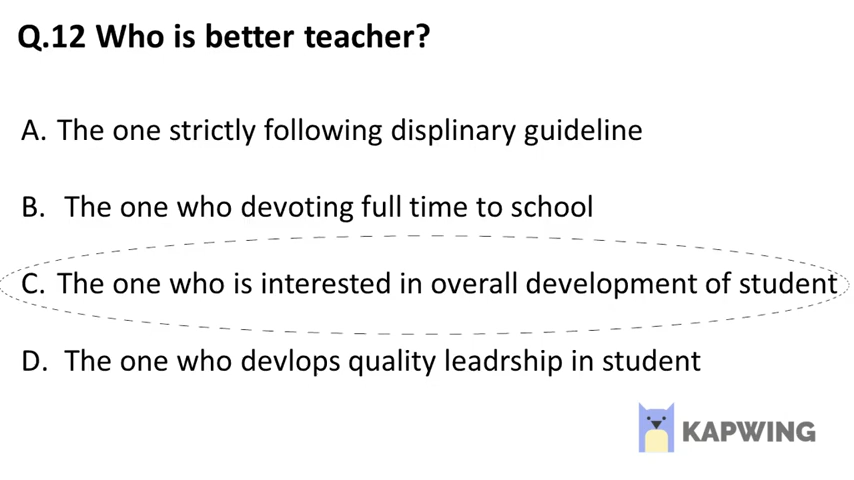 Q.12 Who is better teacher?
A. The one strictly following displinary guideline
B. The one who devoting full time to school
C. The one who is interested in overall development of student
D. The one who devlops quality leadrship in student
KAPWING